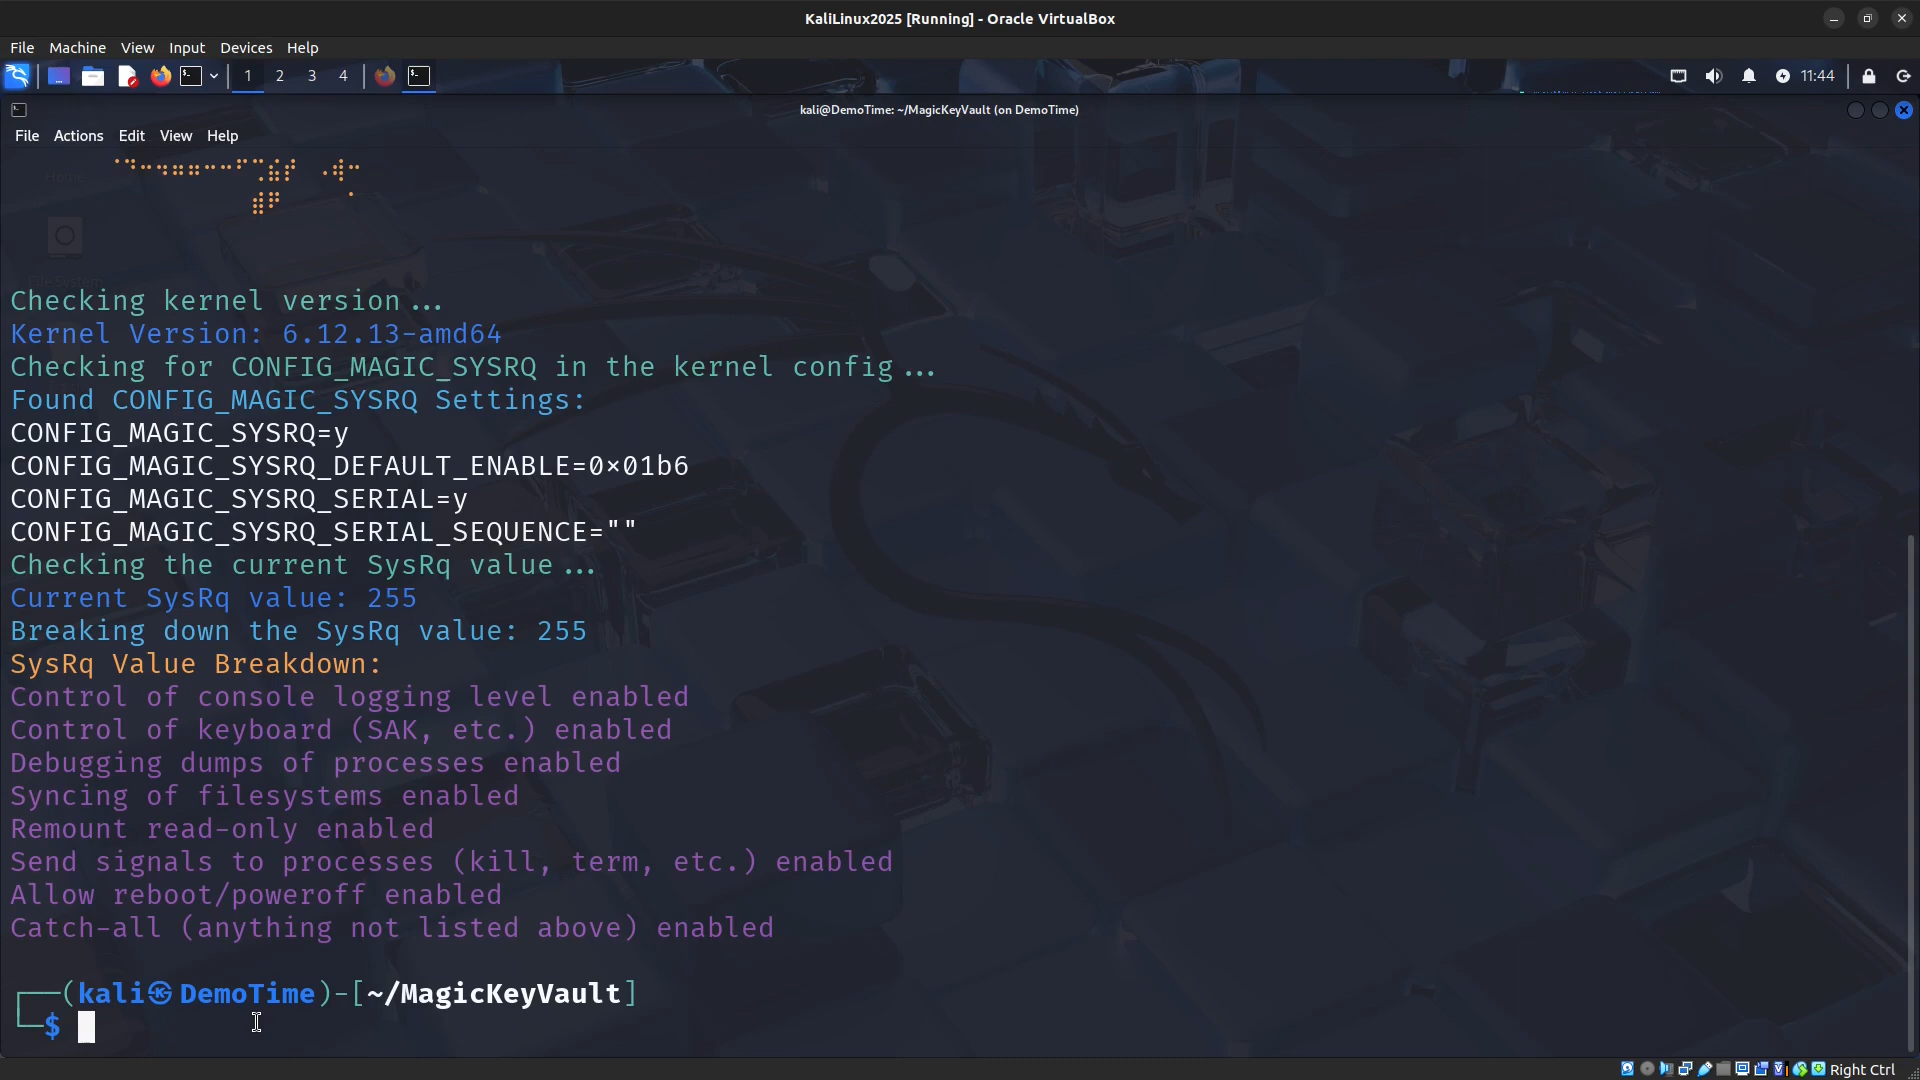 KaliLinux2025 [Running] - Oracle VirtualBox
File Machine View Input Devices Help
1 2 3 4
11:44
kali@DemoTime: ~/MagicKeyVault (on DemoTime)
File Actions Edit View Help
Home
Checking kernel version...
Kernel Version: 6.12.13-amd64
Checking for CONFIG_MAGIC_SYSRQ in the kernel config...
Found CONFIG_MAGIC_SYSRQ Settings:
CONFIG_MAGIC_SYSRQ=y
CONFIG_MAGIC_SYSRQ_DEFAULT_ENABLE=0×01b6
CONFIG_MAGIC_SYSRQ_SERIAL=y
CONFIG_MAGIC_SYSRQ_SERIAL_SEQUENCE=""
Checking the current SysRq value...
Current SysRq value: 255
Breaking down the SysRq value: 255
SysRq Value Breakdown:
Control of console logging level enabled
Control of keyboard (SAK, etc.) enabled
Debugging dumps of processes enabled
Syncing of filesystems enabled
Remount read-only enabled
Send signals to processes (kill, term, etc.) enabled
Allow reboot/poweroff enabled
Catch-all (anything not listed above) enabled
┌──(kali㉿DemoTime)-[~/MagicKeyVault]
└─$
Right Ctrl